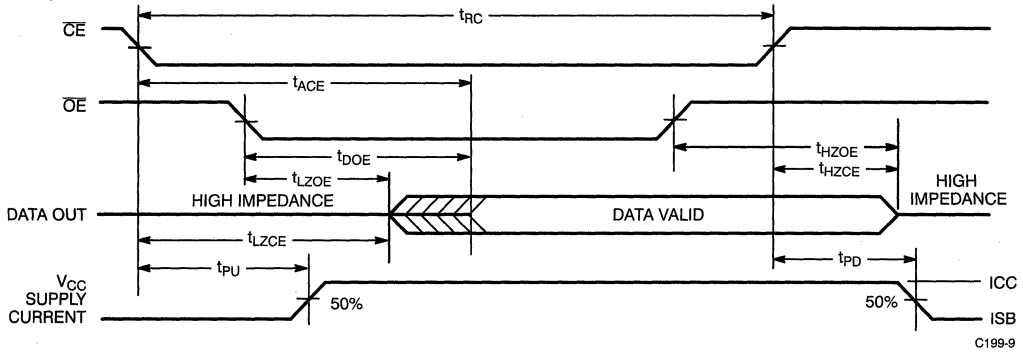 tRC
CE
tACE
OE
tDOE
tHZOE
tLZOE
tHZCE
HIGH IMPEDANCE
HIGH
IMPEDANCE
DATA OUT
DATA VALID
tLZCE
tPU
tPD
VCC
SUPPLY
CURRENT
50%
50%
ICC
ISB
C199-9